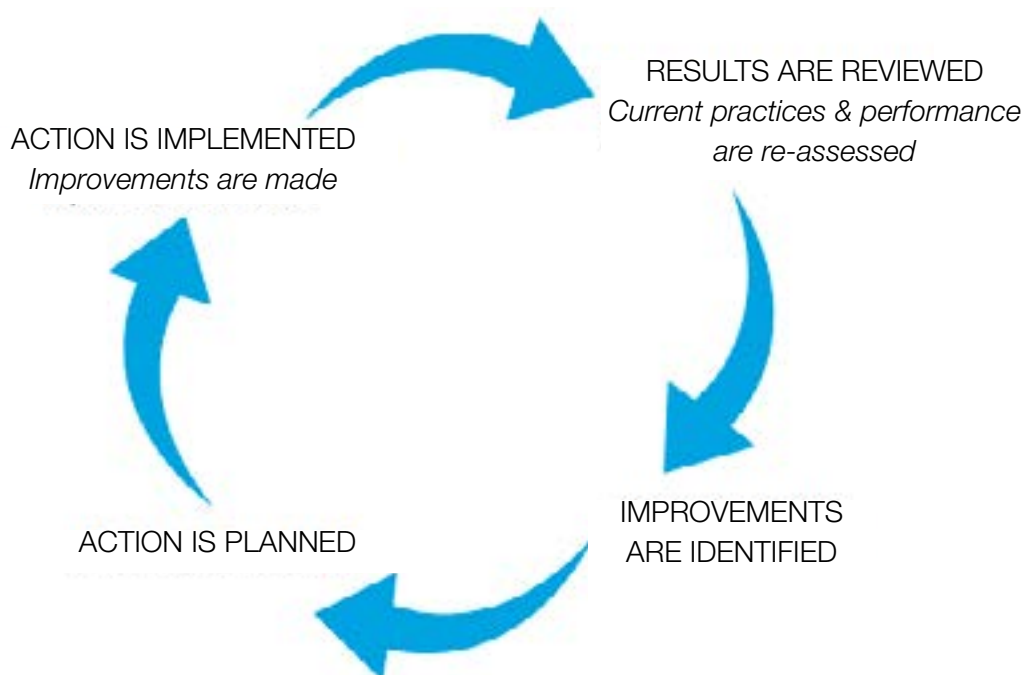 ACTION IS IMPLEMENTED
Improvements are made
RESULTS ARE REVIEWED
Current practices & performance
are re-assessed
IMPROVEMENTS
ARE IDENTIFIED
ACTION IS PLANNED